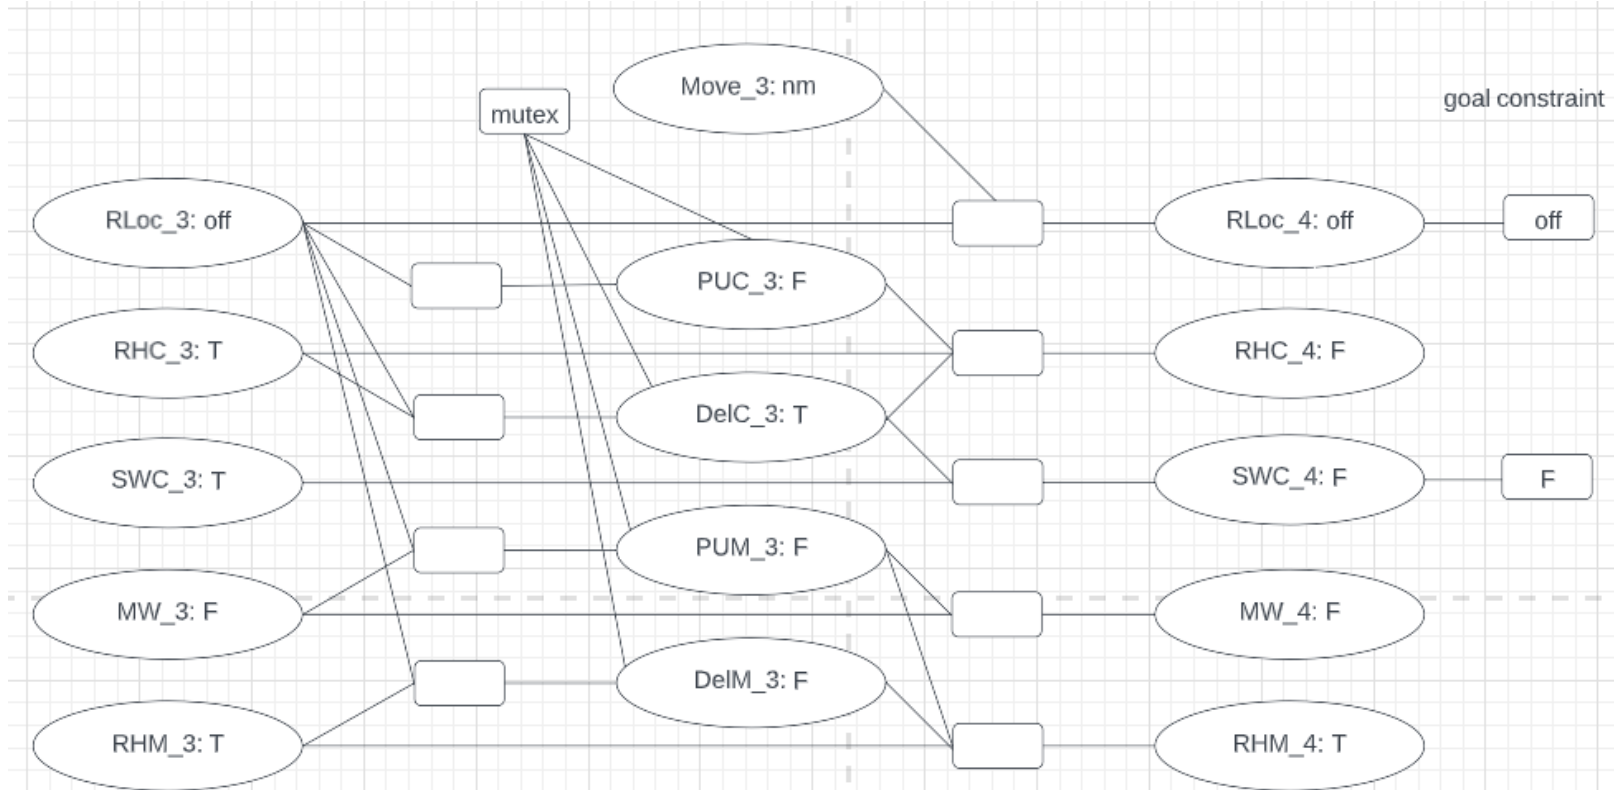 Move_3: nm
goal constraint
mutex
RLoc_3: off
RLoc_4: off
off
PUC_3: F
RHC_3: T
RHC_4: F
DelC_3: T
SWC_3: T
SWC_4: F
F
PUM_3: F
MW_3: F
MW_4: F
DelM_3: F
RHM_3: T
RHM_4: T